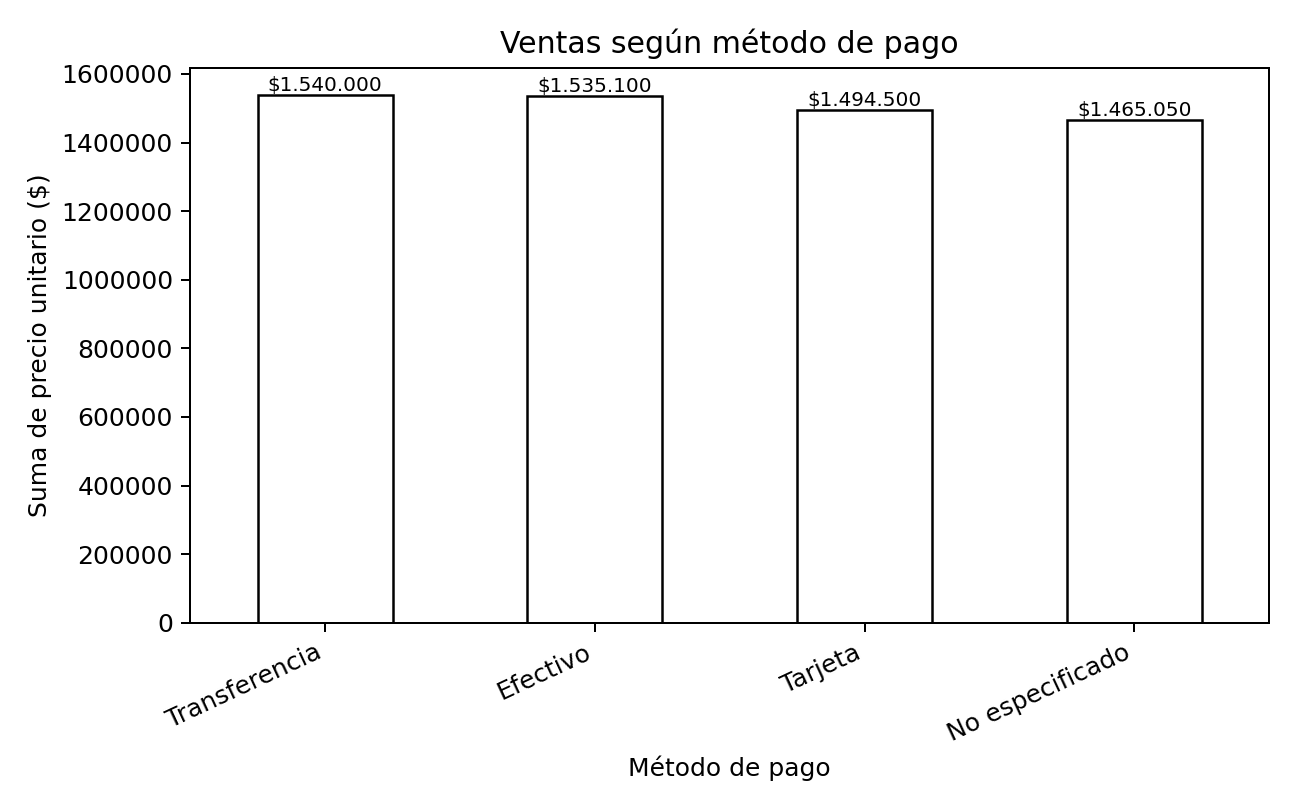 Ventas según método de pago
$1.540.000
$1.535.100
$1.494.500
$1.465.050
1600000
1400000
1200000
1000000
800000
600000
400000
200000
0
Suma de precio unitario ($)
Transferencia
Efectivo
Tarjeta
No especificado
Método de pago